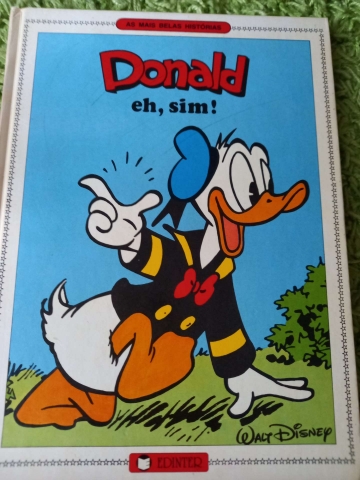 AS MAIS BELAS HISTÓRIAS
Donald
eh, sim!
WALT DISNEY
EDINTER